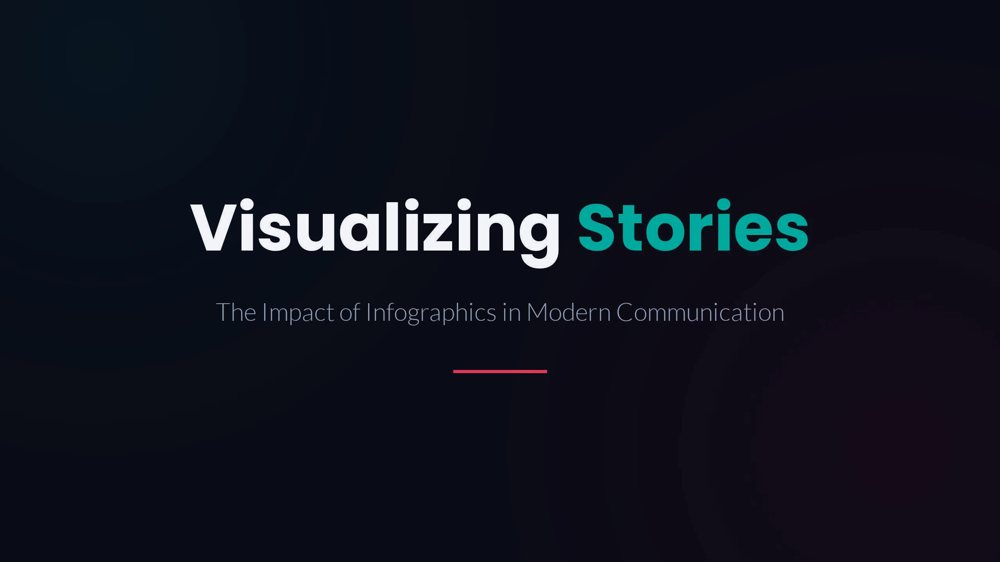 Visualizing Stories
The Impact of Infographics in Modern Communication